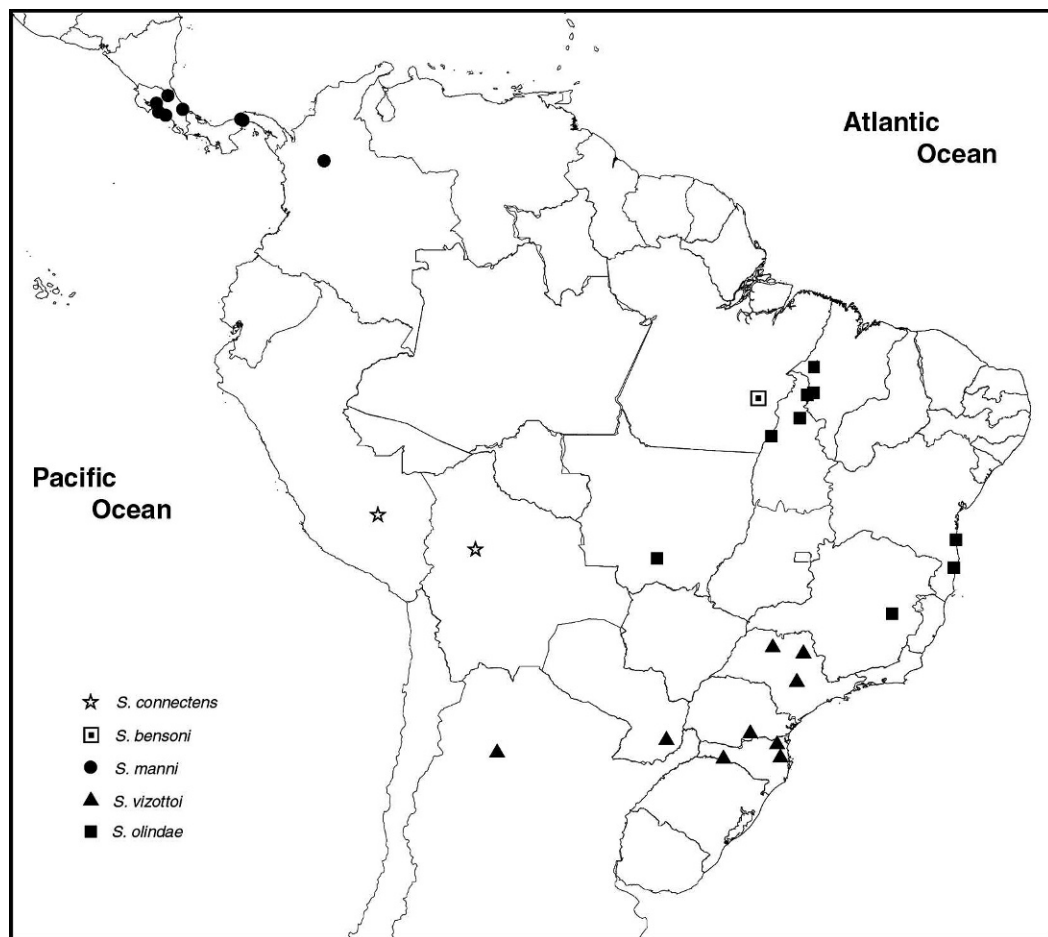 Atlantic
Ocean
Pacific
Ocean
S. connectens
S. bensoni
S. manni
S. vizottoi
S. olindae